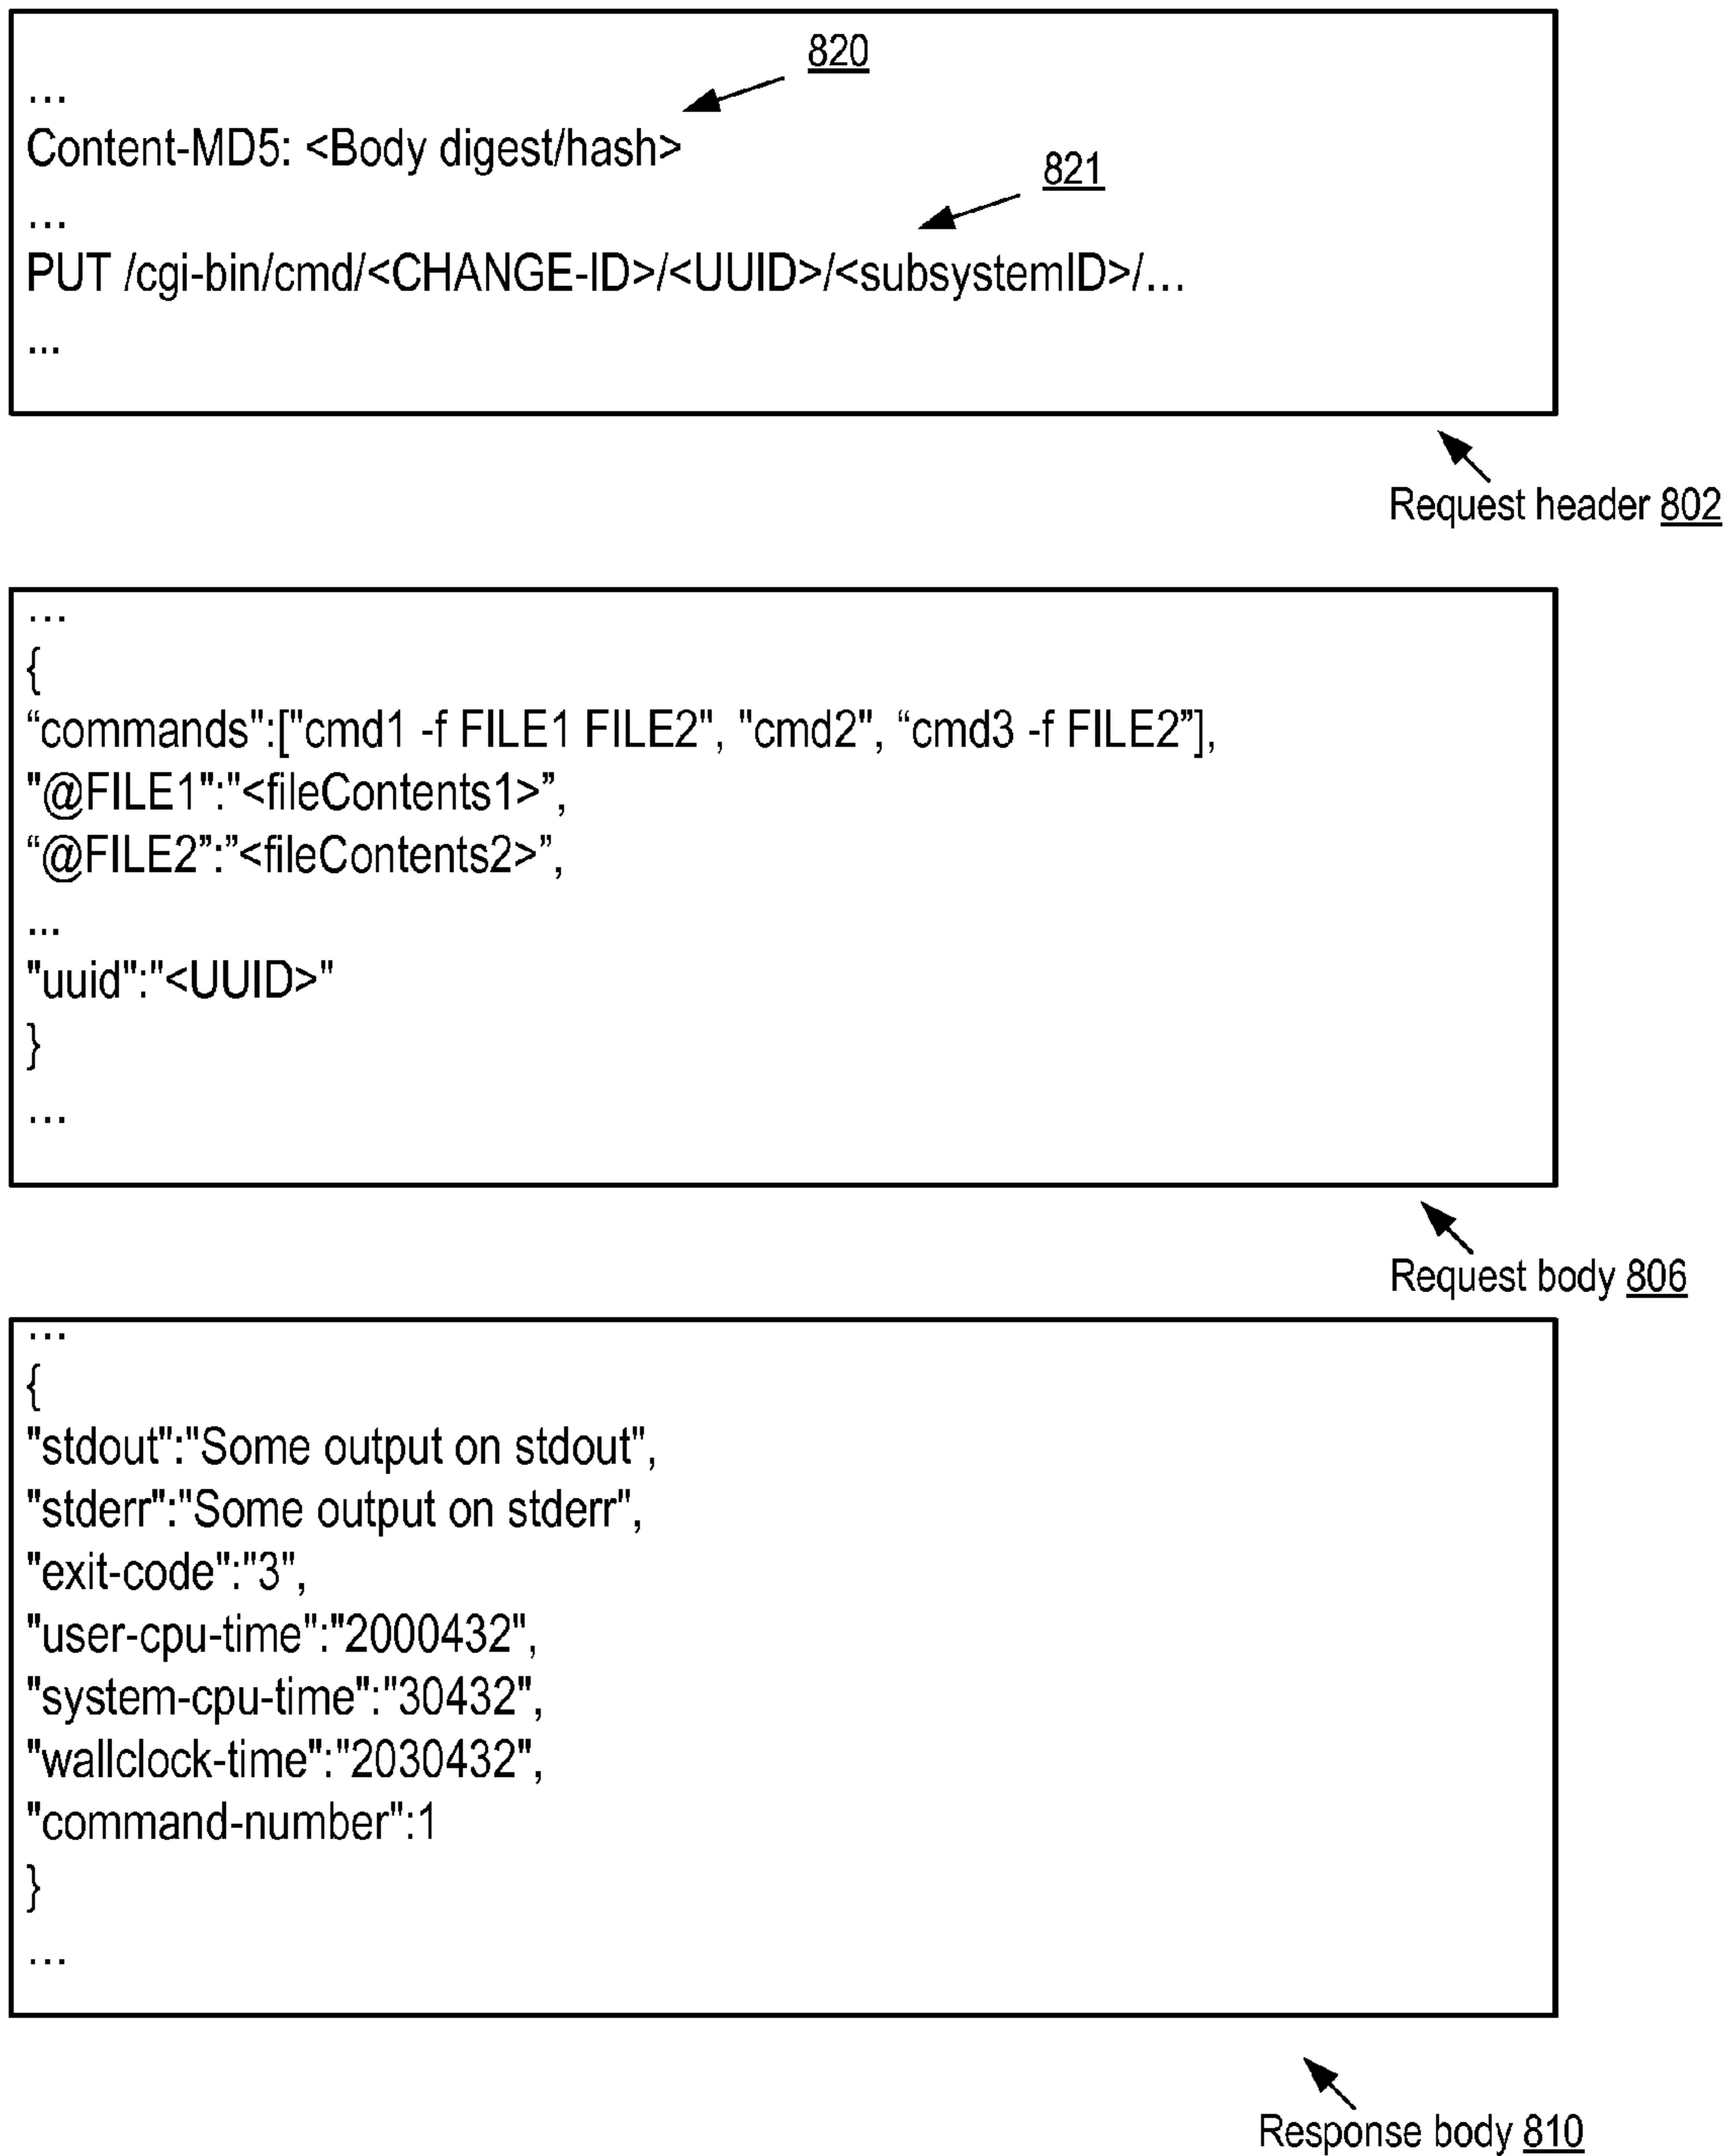 820
...
Content-MD5: <Body digest/hash>
821
...
PUT /cgi-bin/cmd/<CHANGE-ID>/<UUID>/<subsystemID>/...
...
Request header 802
...
{
“commands":["cmd1 -f FILE1 FILE2", "cmd2", “cmd3 -f FILE2”],
"@FILE1":"<fileContents1>”,
“@FILE2”:”<fileContents2>”,
...
"uuid":"<UUID>"
}
...
Request body 806
...
{
"stdout":"Some output on stdout",
"stderr":"Some output on stderr",
"exit-code":"3",
"user-cpu-time":"2000432",
"system-cpu-time":"30432",
"wallclock-time":"2030432",
"command-number":1
}
...
Response body 810